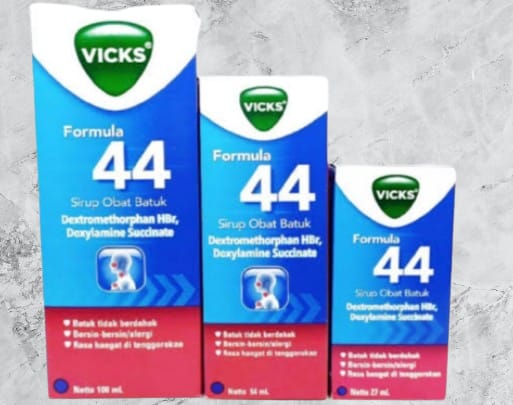 VICKS®
Formula
44
Sirup Obat Batuk
Dextromethorphan HBr,
Doxylamine Succinate
Batuk tidak berdahak
Bersin-bersin/alergi
Rasa hangat di tenggorokan
Netto 100 mL
VICKS®
Formula
44
Sirup Obat Batuk
Dextromethorphan HBr,
Doxylamine Succinate
Batuk tidak berdahak
Bersin-bersin/alergi
Rasa hangat di tenggorokan
Netto 54 mL
VICKS®
Formula
44
Sirup Obat Batuk
Dextromethorphan HBr,
Doxylamine Succinate
Batuk tidak berdahak
Bersin-bersin/alergi
Rasa hangat di tenggorokan
Netto 27 mL